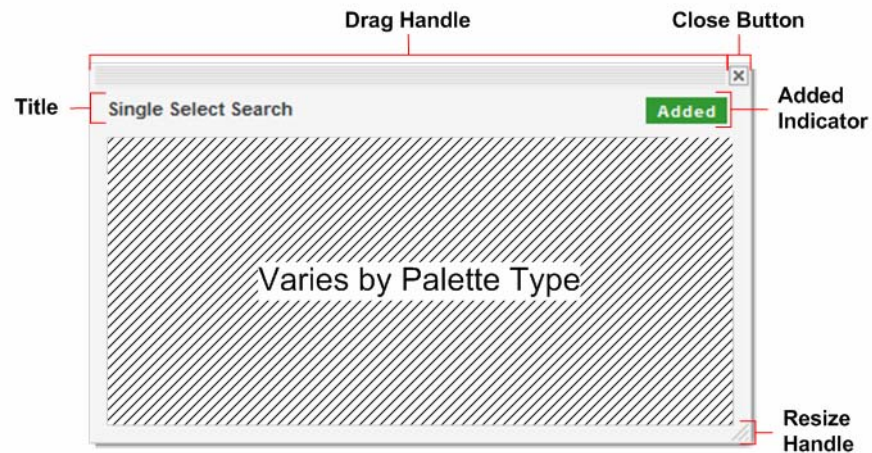 Drag Handle
Close Button
Title
Single Select Search
Added
Added
Indicator
Varies by Palette Type
Resize
Handle